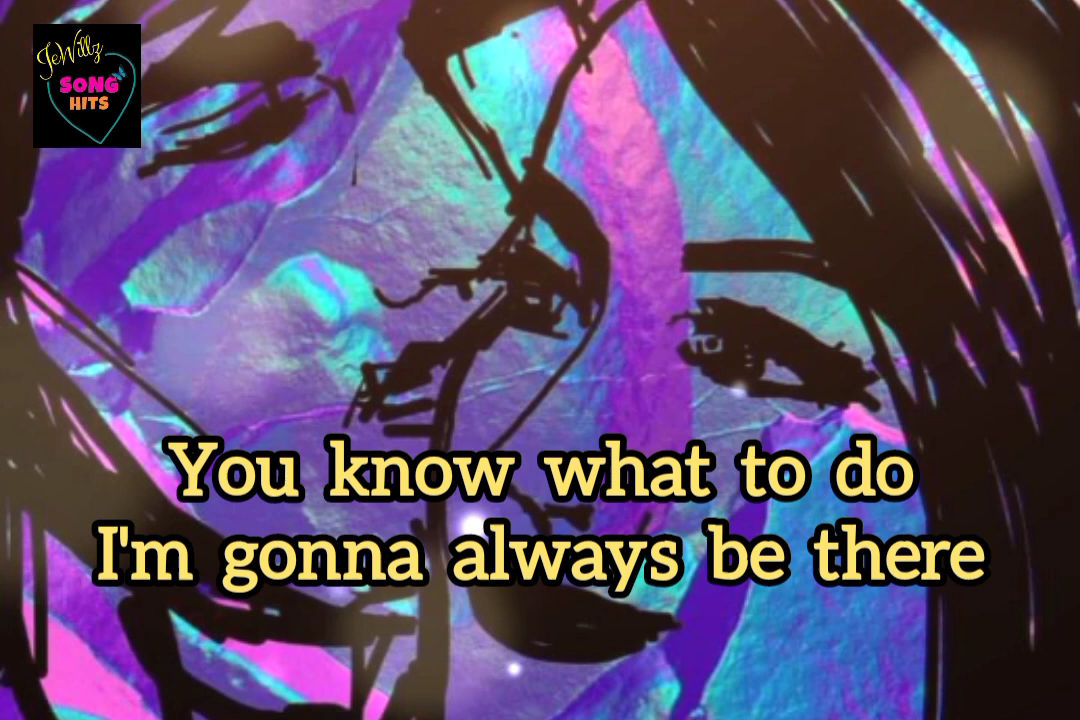 JeWillz
SONG
HITS
You know what to do
I'm gonna always be there